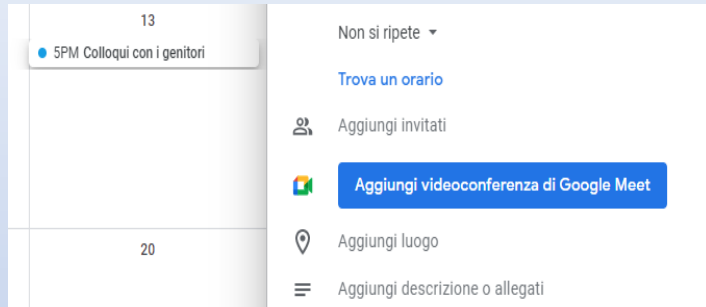 13
5PM Colloqui con i genitori
20
Non si ripete
Trova un orario
Aggiungi invitati
Aggiungi videoconferenza di Google Meet
Aggiungi luogo
Aggiungi descrizione o allegati